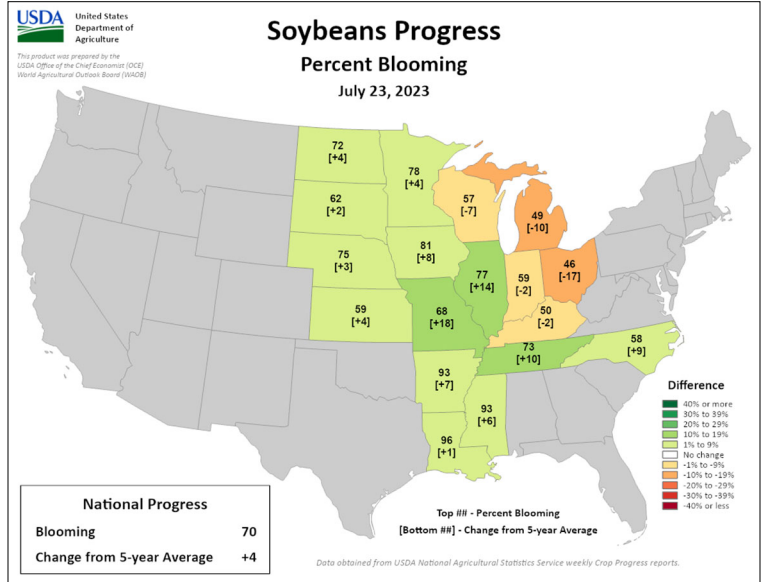 USDA
United States
Department of
Agriculture
This product was prepared by the
USDA Office of the Chief Economist (OCE)
World Agricultural Outlook Board (WAOB)
Soybeans Progress
Percent Blooming
July 23, 2023
72
[+4]
78
[+4]
62
[+2]
57
[-7]
49
[-10]
75
[+3]
81
[+8]
77
[+14]
59
[-2]
46
[-17]
59
[+4]
68
[+18]
50
[-2]
73
[+10]
58
[+9]
93
[+7]
93
[+6]
96
[+1]
Difference
40% or more
30% to 39%
20% to 29%
10% to 19%
1% to 9%
No change
-1% to -9%
-10% to -19%
-20% to -29%
-30% to -39%
-40% or less
National Progress
Blooming 70
Change from 5-year Average +4
Top ## - Percent Blooming
[Bottom ##] - Change from 5-year Average
Data obtained from USDA National Agricultural Statistics Service weekly Crop Progress reports.